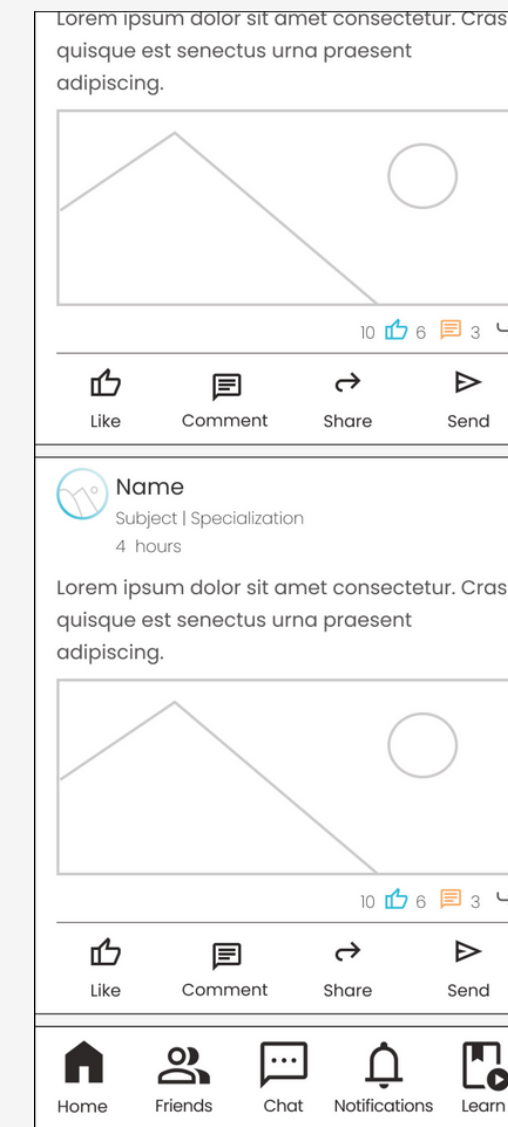 Lorem ipsum dolor sit amet consectetur. Cras
quisque est senectus urna praesent
adipiscing.
10 6 3
Like Comment Share Send
Name
Subject | Specialization
4 hours
Lorem ipsum dolor sit amet consectetur. Cras
quisque est senectus urna praesent
adipiscing.
10 6 3
Like Comment Share Send
Home Friends Chat Notifications Learn